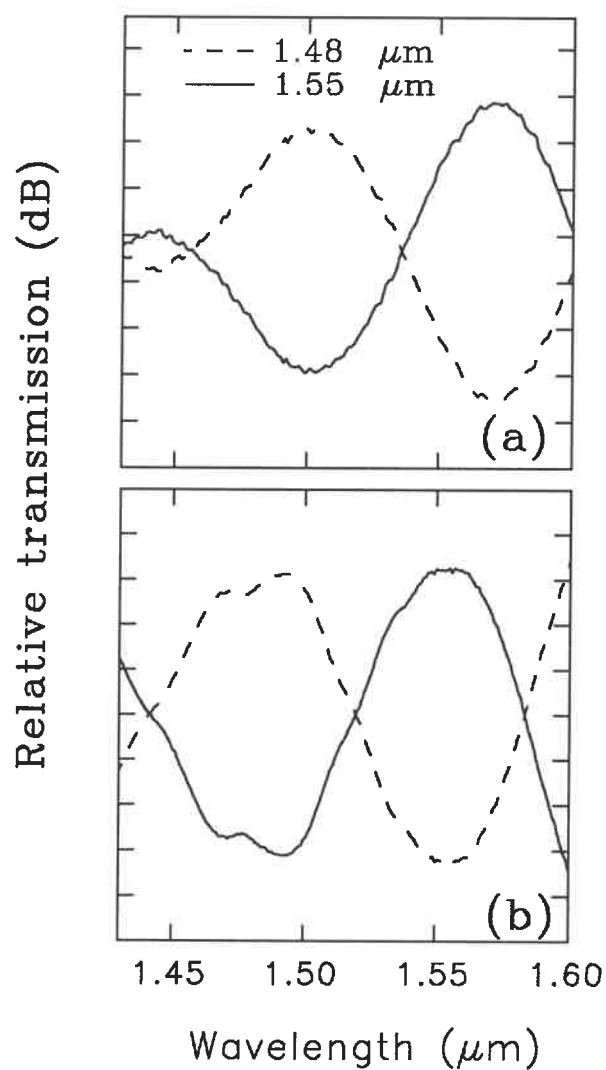 1.48 μm
1.55 μm
Relative transmission (dB)
(a)
(b)
1.45 1.50 1.55 1.60
Wavelength (μm)